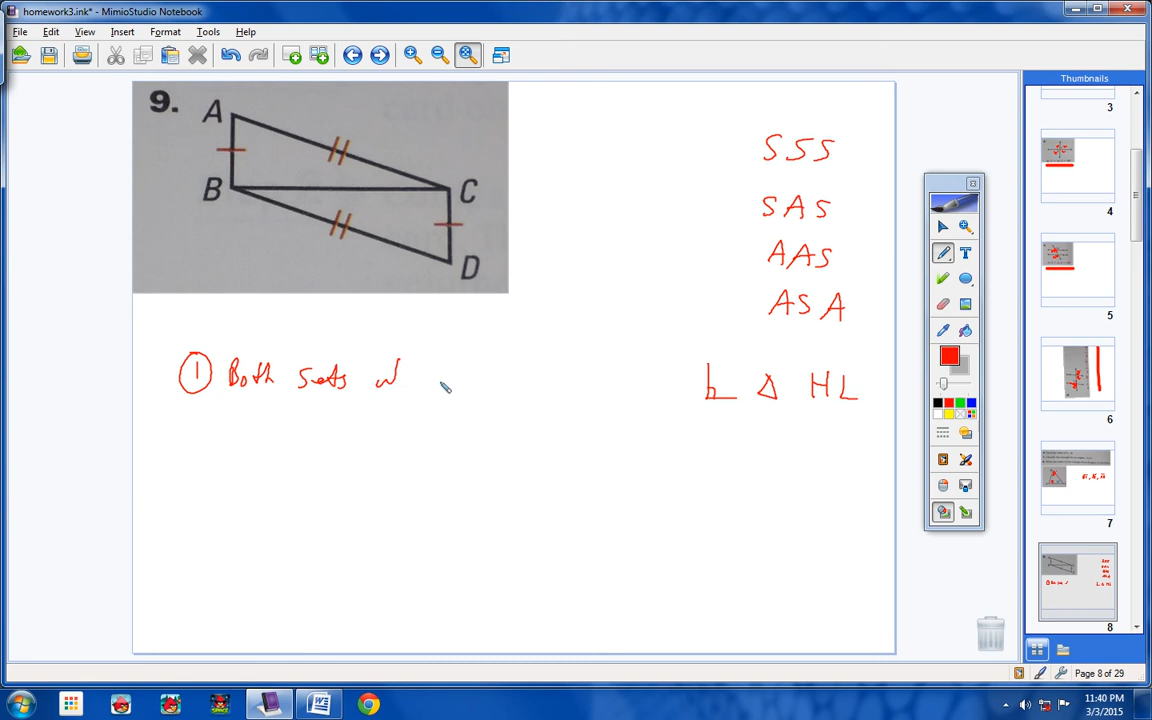 homework3.ink* - MimioStudio Notebook
File Edit View Insert Format Tools Help
9.
A
B
C
D
SSS
SAS
AAS
ASA
① Both sets w
Δ HL
Thumbnails
3
4
5
6
7
8
Page 8 of 29
11:40 PM
3/3/2015